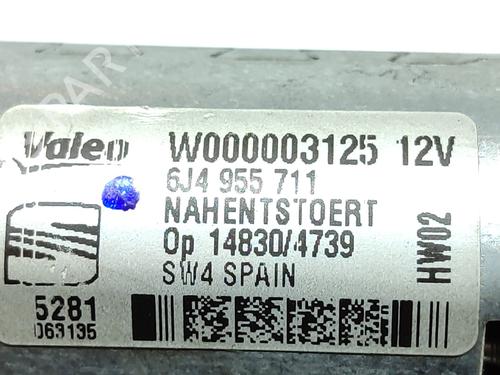 Valeo W000003125 12V
6J4 955 711
NAHENTSTOERT
Op 14830/4739
SW4 SPAIN
HW02
5281
063135